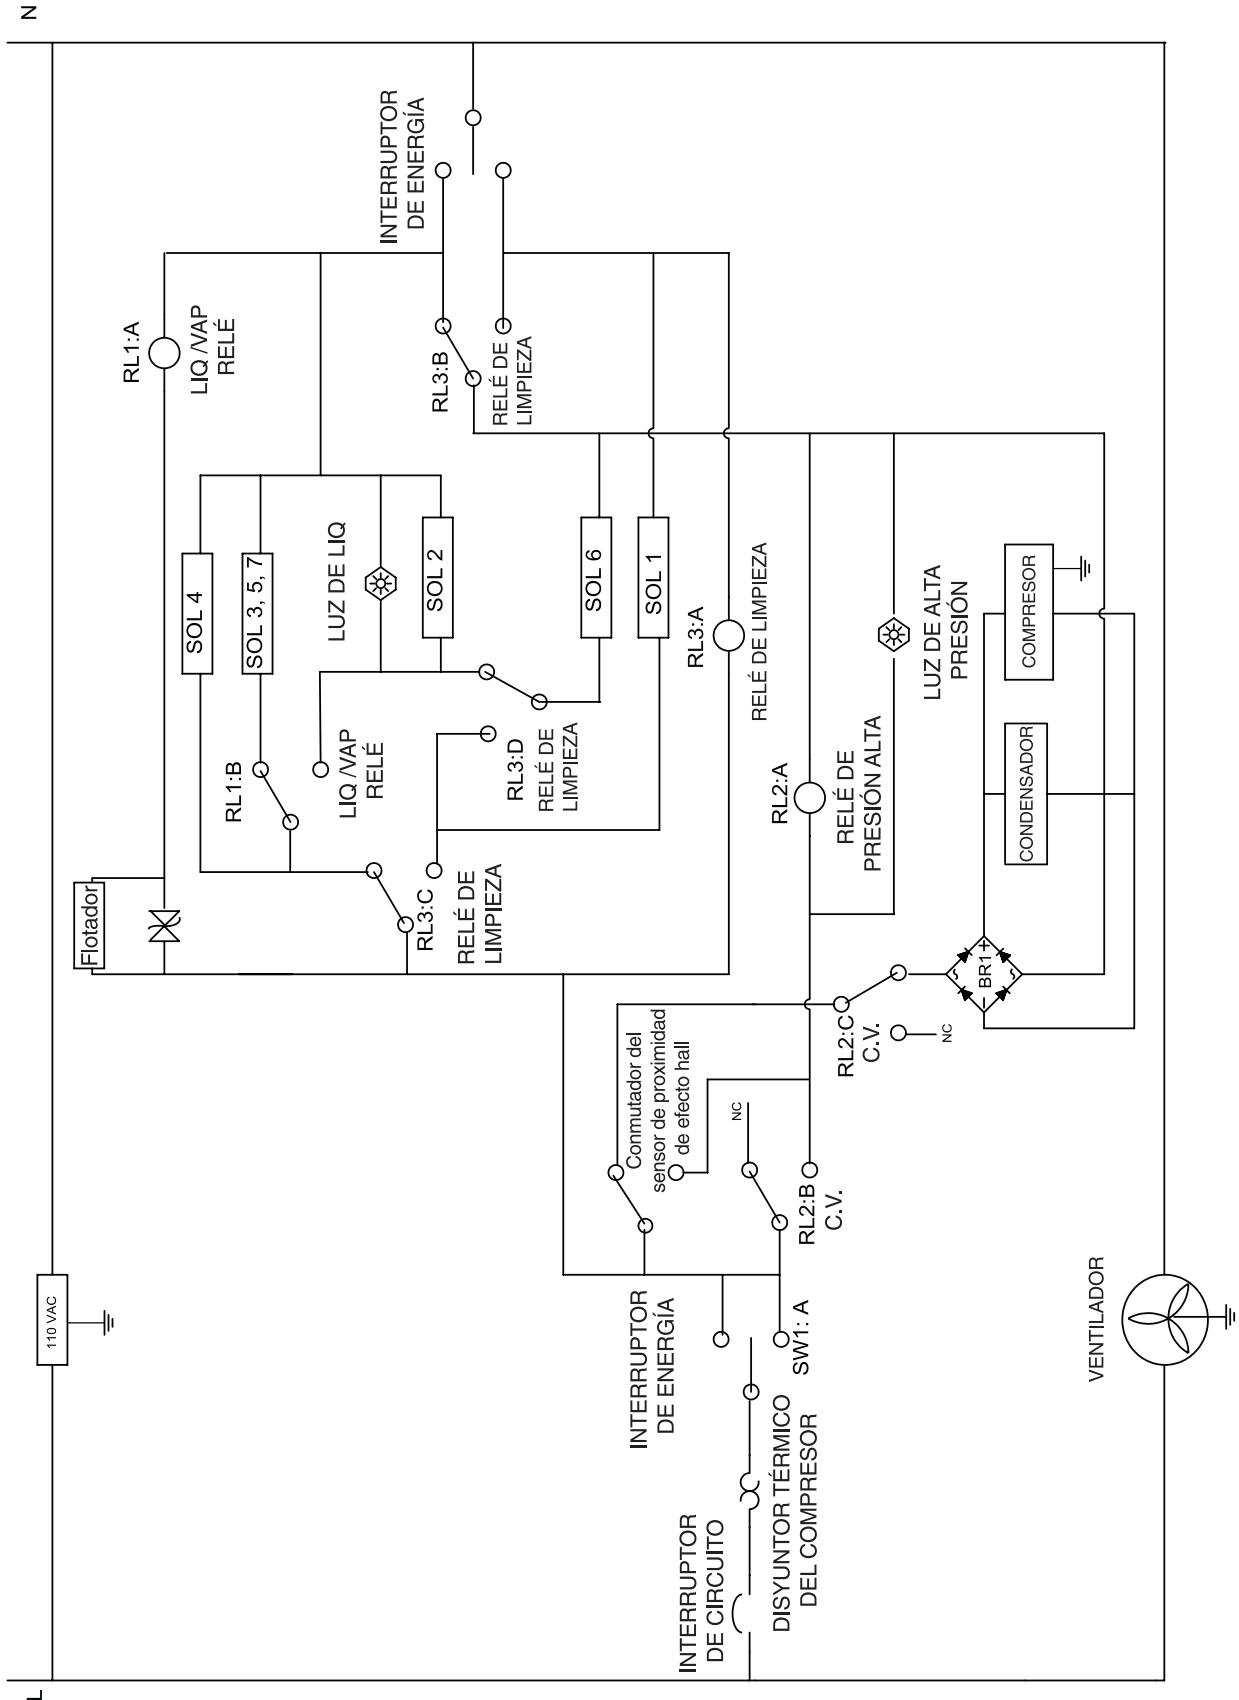 L
N
110 VAC
Flotador
RL1:A
LIQ /VAP
RELÉ
INTERRUPTOR
DE ENERGÍA
SOL 4
SOL 3, 5, 7
LUZ DE LIQ
SOL 2
SOL 6
SOL 1
RL3:B
RELÉ DE
LIMPIEZA
RL1:B
LIQ /VAP
RELÉ
RL3:D
RELÉ DE
LIMPIEZA
RL3:C
RELÉ DE
LIMPIEZA
RL3:A
RELÉ DE LIMPIEZA
RL2:A
RELÉ DE
PRESIÓN ALTA
LUZ DE ALTA
PRESIÓN
COMPRESOR
CONDENSADOR
BR1
+
–
~
~
RL2:C
C.V.
NC
Conmutador del
sensor de proximidad
de efecto hall
NC
RL2:B
C.V.
INTERRUPTOR
DE ENERGÍA
SW1: A
INTERRUPTOR
DE CIRCUITO
DISYUNTOR TÉRMICO
DEL COMPRESOR
VENTILADOR